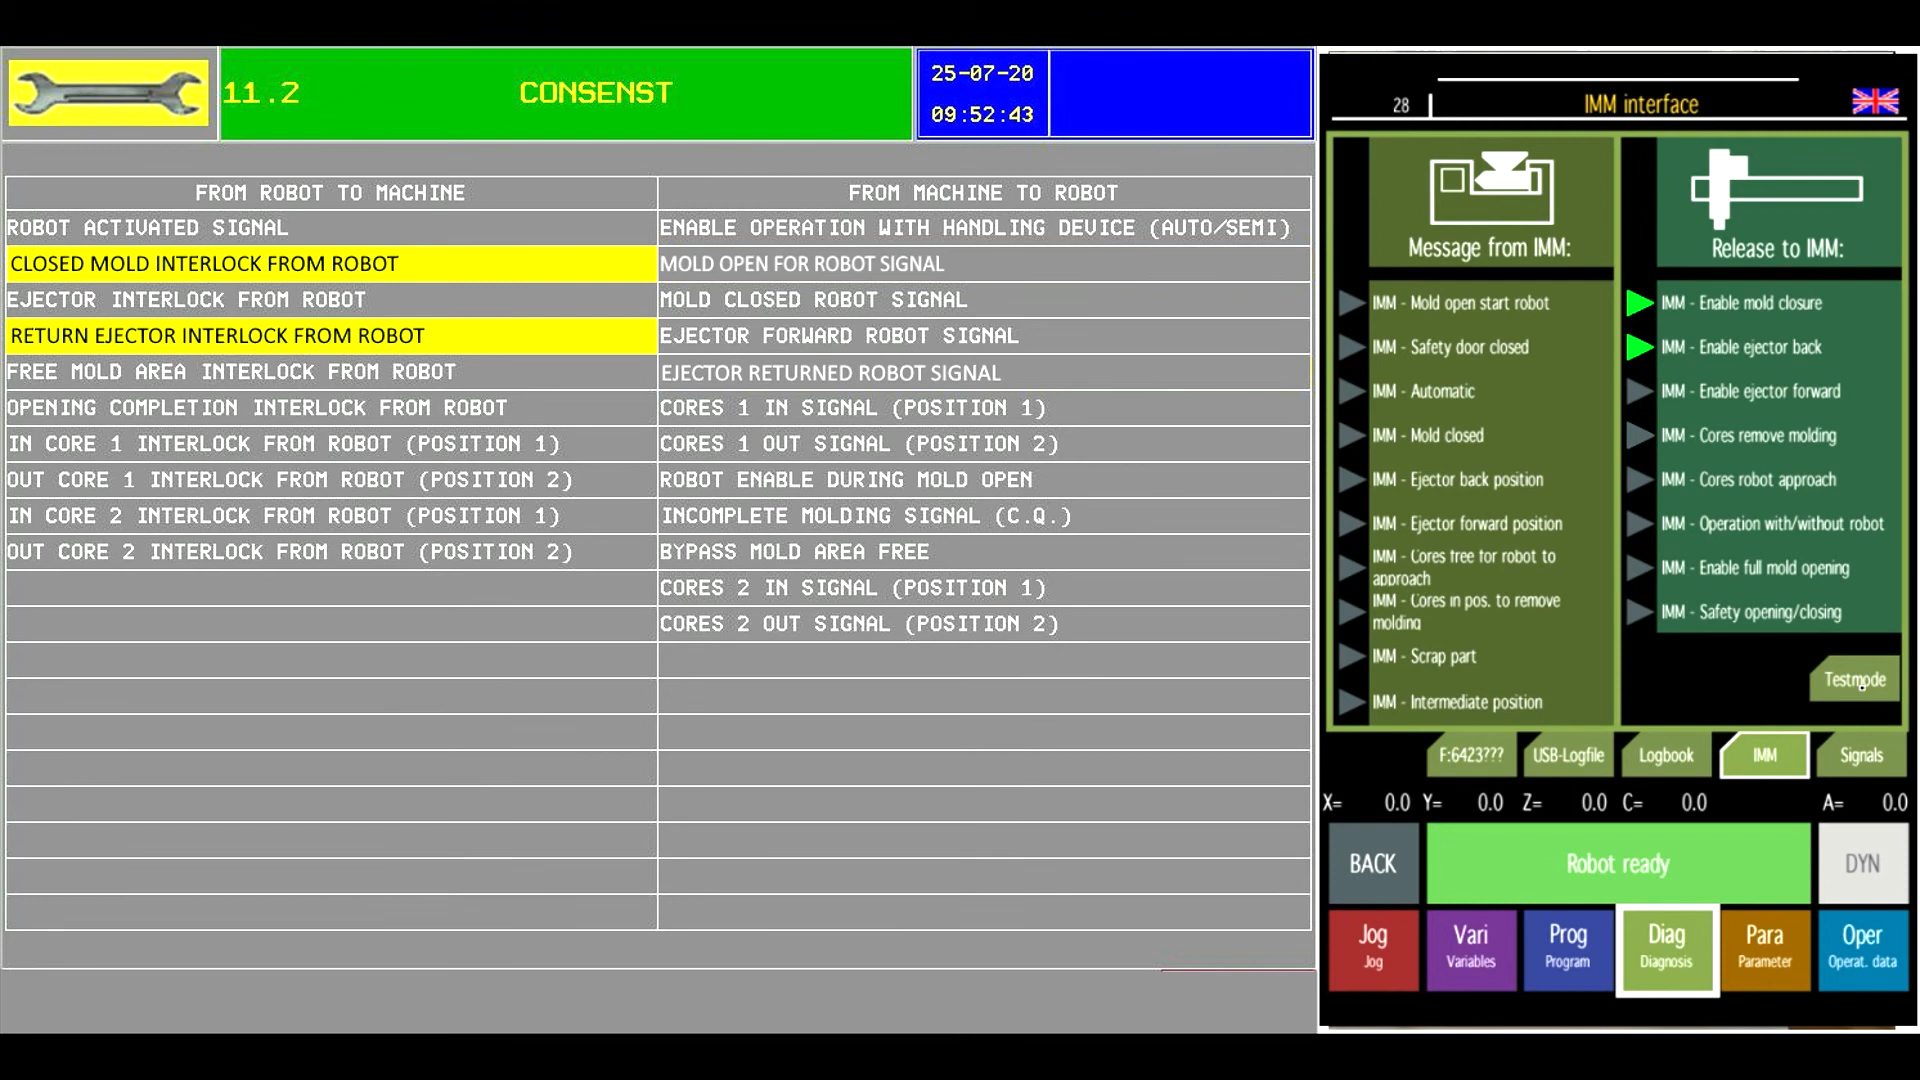 11.2 CONSENST
25-07-20
09:52:43
FROM ROBOT TO MACHINE
FROM MACHINE TO ROBOT
ROBOT ACTIVATED SIGNAL
ENABLE OPERATION WITH HANDLING DEVICE (AUTO/SEMI)
CLOSED MOLD INTERLOCK FROM ROBOT
MOLD OPEN FOR ROBOT SIGNAL
EJECTOR INTERLOCK FROM ROBOT
MOLD CLOSED ROBOT SIGNAL
RETURN EJECTOR INTERLOCK FROM ROBOT
EJECTOR FORWARD ROBOT SIGNAL
FREE MOLD AREA INTERLOCK FROM ROBOT
EJECTOR RETURNED ROBOT SIGNAL
OPENING COMPLETION INTERLOCK FROM ROBOT
CORES 1 IN SIGNAL (POSITION 1)
IN CORE 1 INTERLOCK FROM ROBOT (POSITION 1)
CORES 1 OUT SIGNAL (POSITION 2)
OUT CORE 1 INTERLOCK FROM ROBOT (POSITION 2)
ROBOT ENABLE DURING MOLD OPEN
IN CORE 2 INTERLOCK FROM ROBOT (POSITION 1)
INCOMPLETE MOLDING SIGNAL (C.Q.)
OUT CORE 2 INTERLOCK FROM ROBOT (POSITION 2)
BYPASS MOLD AREA FREE
CORES 2 IN SIGNAL (POSITION 1)
CORES 2 OUT SIGNAL (POSITION 2)
28 IMM interface
Message from IMM:
IMM - Mold open start robot
IMM - Safety door closed
IMM - Automatic
IMM - Mold closed
IMM - Ejector back position
IMM - Ejector forward position
IMM - Cores free for robot to
approach
IMM - Cores in pos. to remove
molding
IMM - Scrap part
IMM - Intermediate position
Release to IMM:
IMM - Enable mold closure
IMM - Enable ejector back
IMM - Enable ejector forward
IMM - Cores remove molding
IMM - Cores robot approach
IMM - Operation with/without robot
IMM - Enable full mold opening
IMM - Safety opening/closing
Testmode
F:6423??? USB-Logfile Logbook IMM Signals
X= 0.0 Y= 0.0 Z= 0.0 C= 0.0 A= 0.0
BACK Robot ready DYN
Jog Vari Prog Diag Para Oper
Jog Variables Program Diagnosis Parameter Operat. data